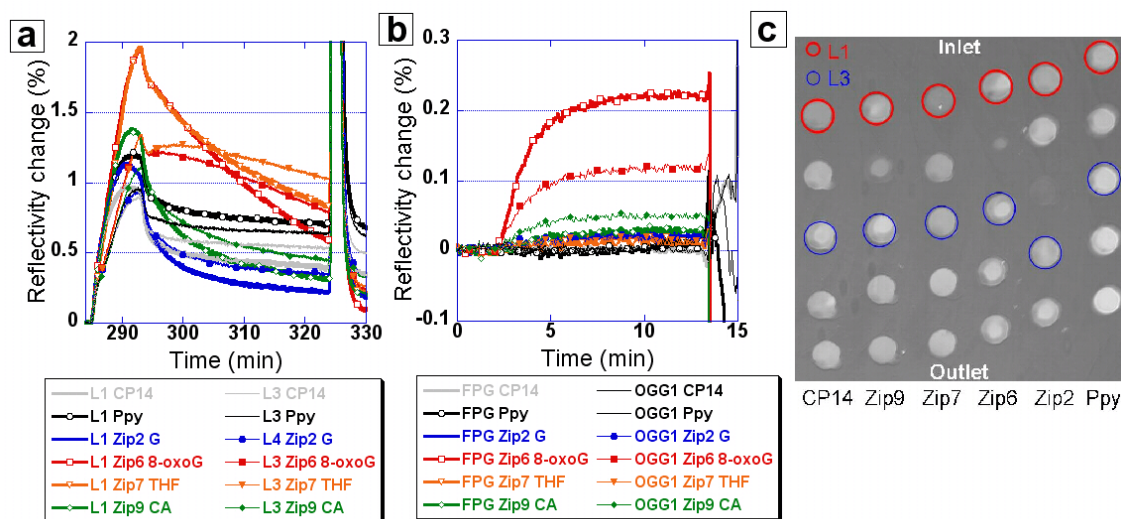 a
Reflectivity change (%)
2
1.5
1
0.5
0
290 300 310 320 330
Time (min)
L1 CP14 L3 CP14
L1 Ppy L3 Ppy
L1 Zip2 G L4 Zip2 G
L1 Zip6 8-oxoG L3 Zip6 8-oxoG
L1 Zip7 THF L3 Zip7 THF
L1 Zip9 CA L3 Zip9 CA
b
Reflectivity change (%)
0.3
0.2
0.1
0
-0.1
0 5 10 15
Time (min)
FPG CP14 OGG1 CP14
FPG Ppy OGG1 Ppy
FPG Zip2 G OGG1 Zip2 G
FPG Zip6 8-oxoG OGG1 Zip6 8-oxoG
FPG Zip7 THF OGG1 Zip7 THF
FPG Zip9 CA OGG1 Zip9 CA
c
Inlet
L1
L3
Outlet
CP14 Zip9 Zip7 Zip6 Zip2 Ppy